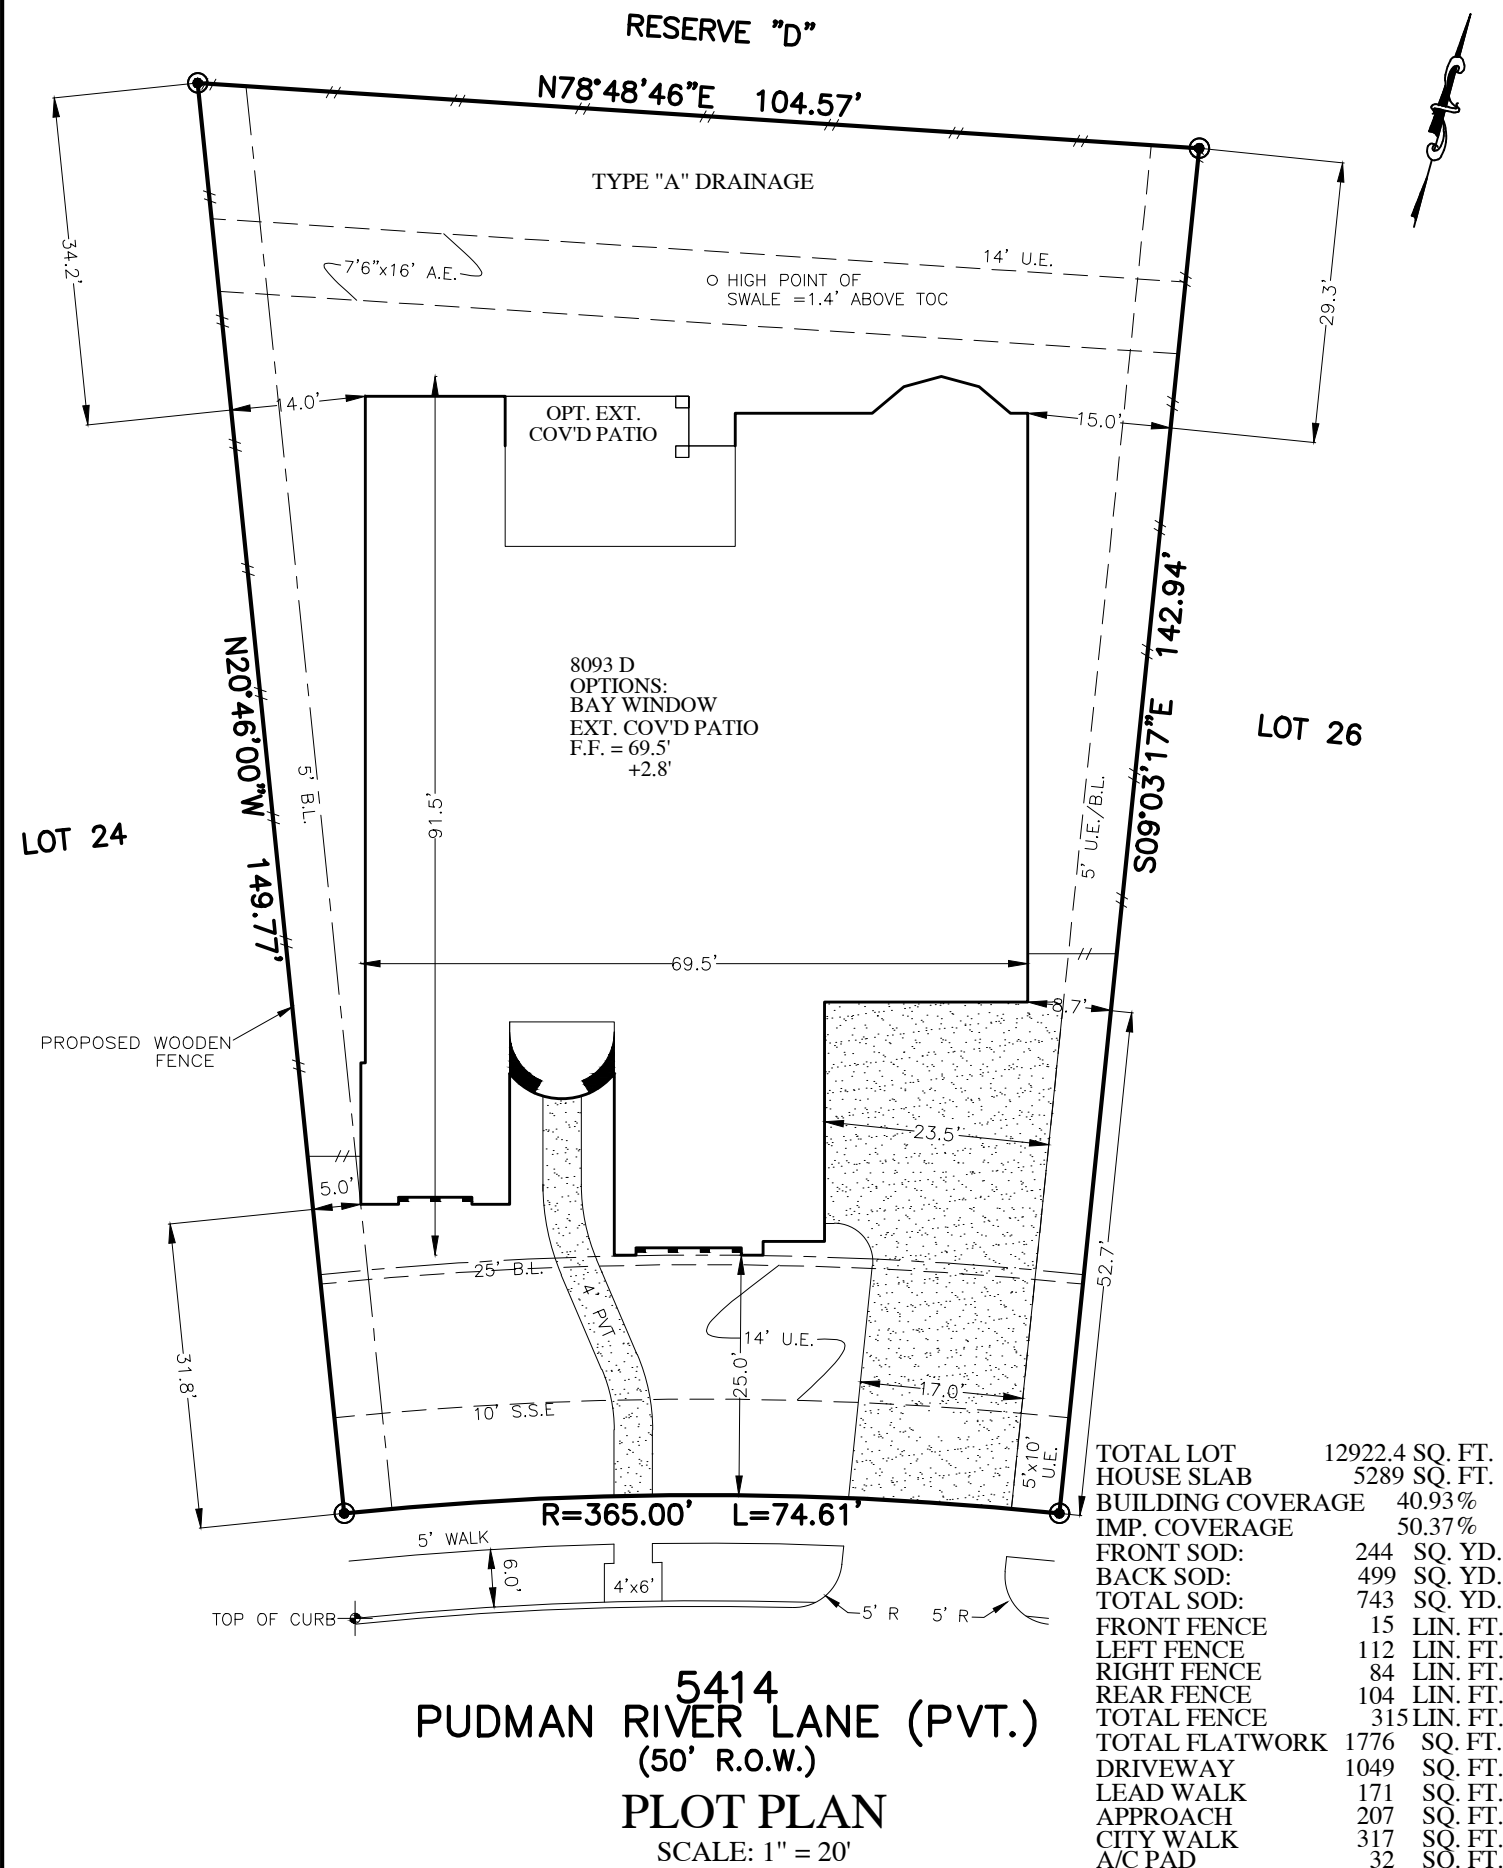 RESERVE "D"
N78°48'46"E 104.57'
TYPE "A" DRAINAGE
34.2'
14' U.E.
7'6"x16' A.E.
HIGH POINT OF
SWALE =1.4' ABOVE TOC
29.3'
14.0'
OPT. EXT.
COV'D PATIO
15.0'
N20°46'00"W 149.77'
S09°03'17"E 142.94'
8093 D
OPTIONS:
BAY WINDOW
EXT. COV'D PATIO
F.F. = 69.5'
+2.8'
LOT 26
5' B.L.
91.5'
5' U.E./B.L.
LOT 24
69.5'
8.7'
PROPOSED WOODEN
FENCE
23.5'
5.0'
52.7'
25' B.L.
4' PVT
14' U.E.
31.8'
25.0'
17.0'
10' S.S.E
5'x10'
U.E.
R=365.00' L=74.61'
5' WALK
6.0'
4'x6'
TOP OF CURB
5' R
5' R
5414
PUDMAN RIVER LANE (PVT.)
(50' R.O.W.)
PLOT PLAN
SCALE: 1" = 20'
TOTAL LOT 12922.4 SQ. FT.
HOUSE SLAB 5289 SQ. FT.
BUILDING COVERAGE 40.93%
IMP. COVERAGE 50.37%
FRONT SOD: 244 SQ. YD.
BACK SOD: 499 SQ. YD.
TOTAL SOD: 743 SQ. YD.
FRONT FENCE 15 LIN. FT.
LEFT FENCE 112 LIN. FT.
RIGHT FENCE 84 LIN. FT.
REAR FENCE 104 LIN. FT.
TOTAL FENCE 315 LIN. FT.
TOTAL FLATWORK 1776 SQ. FT.
DRIVEWAY 1049 SQ. FT.
LEAD WALK 171 SQ. FT.
APPROACH 207 SQ. FT.
CITY WALK 317 SQ. FT.
A/C PAD 32 SQ. FT.